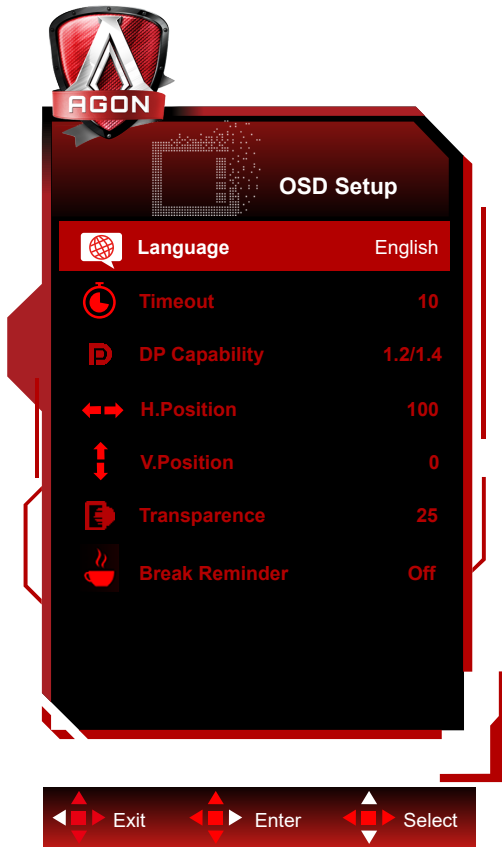 AGON
OSD Setup
Language English
Timeout 10
DP Capability 1.2/1.4
H.Position 100
V.Position 0
Transparence 25
Break Reminder Off
Exit Enter Select